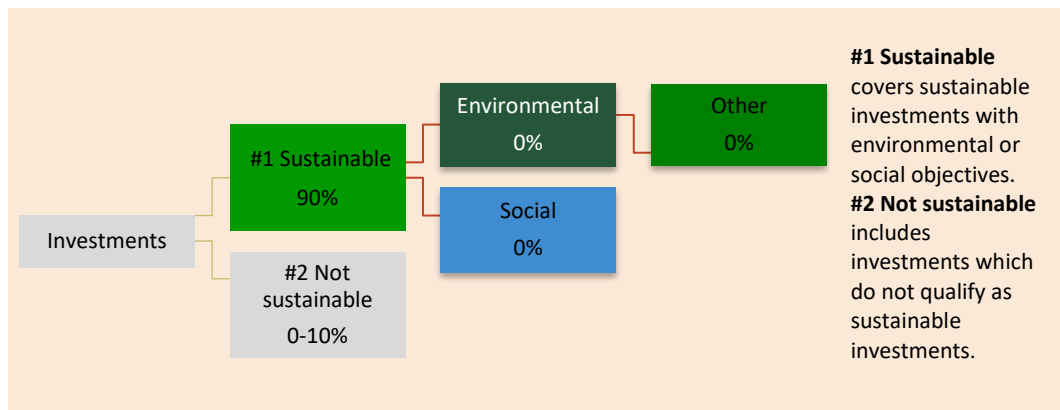 Investments
#1 Sustainable
90%
#2 Not
sustainable
0-10%
Environmental
0%
Social
0%
Other
0%
#1 Sustainable
covers sustainable
investments with
environmental or
social objectives.
#2 Not sustainable
includes
investments which
do not qualify as
sustainable
investments.